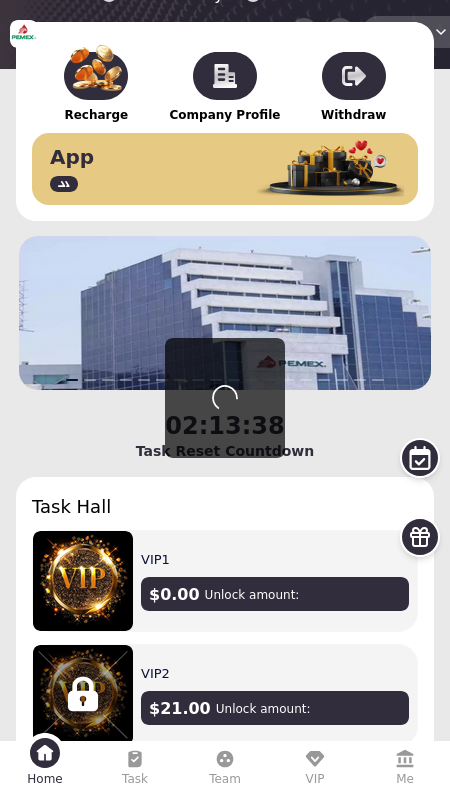 PEMEX
Recharge
Company Profile
Withdraw
App
PEMEX.
02:13:38
Task Reset Countdown
Task Hall
VIP
VIP1
$0.00 Unlock amount:
VIP
VIP2
$21.00 Unlock amount:
Home
Task
Team
VIP
Me